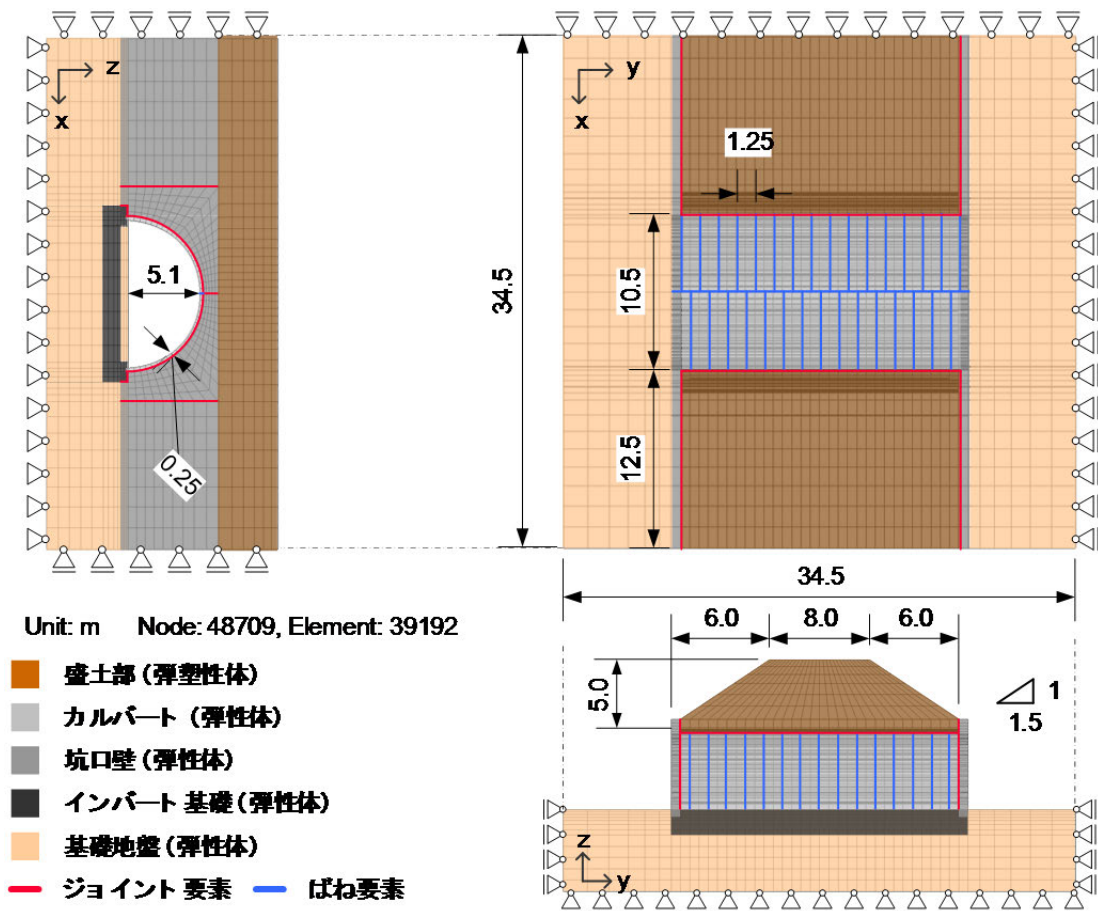 z
x
5.1
0.25
34.5
y
x
1.25
10.5
12.5
34.5
6.0 8.0 6.0
5.0
1
1.5
z
y
Unit: m Node: 48709, Element: 39192
盛土部 (弾塑性体)
カルバート (弾性体)
坑口壁 (弾性体)
インバート 基礎 (弾性体)
基礎地盤 (弾性体)
ジョイント 要素 ばね要素